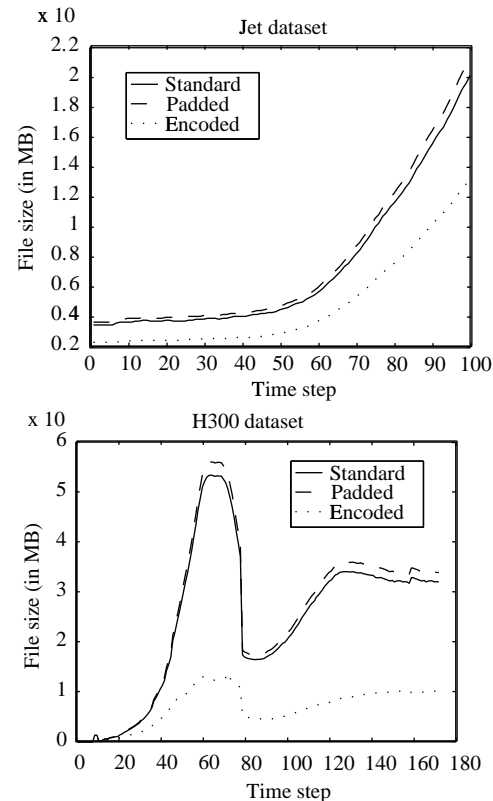 x 10
Jet dataset
2.2
2
1.8
1.6
1.4
1.2
1
0.8
0.6
0.4
0.2
File size (in MB)
Standard
Padded
Encoded
0 10 20 30 40 50 60 70 80 90 100
Time step
x 10
H300 dataset
6
5
4
3
2
1
0
File size (in MB)
Standard
Padded
Encoded
0 20 40 60 80 100 120 140 160 180
Time step